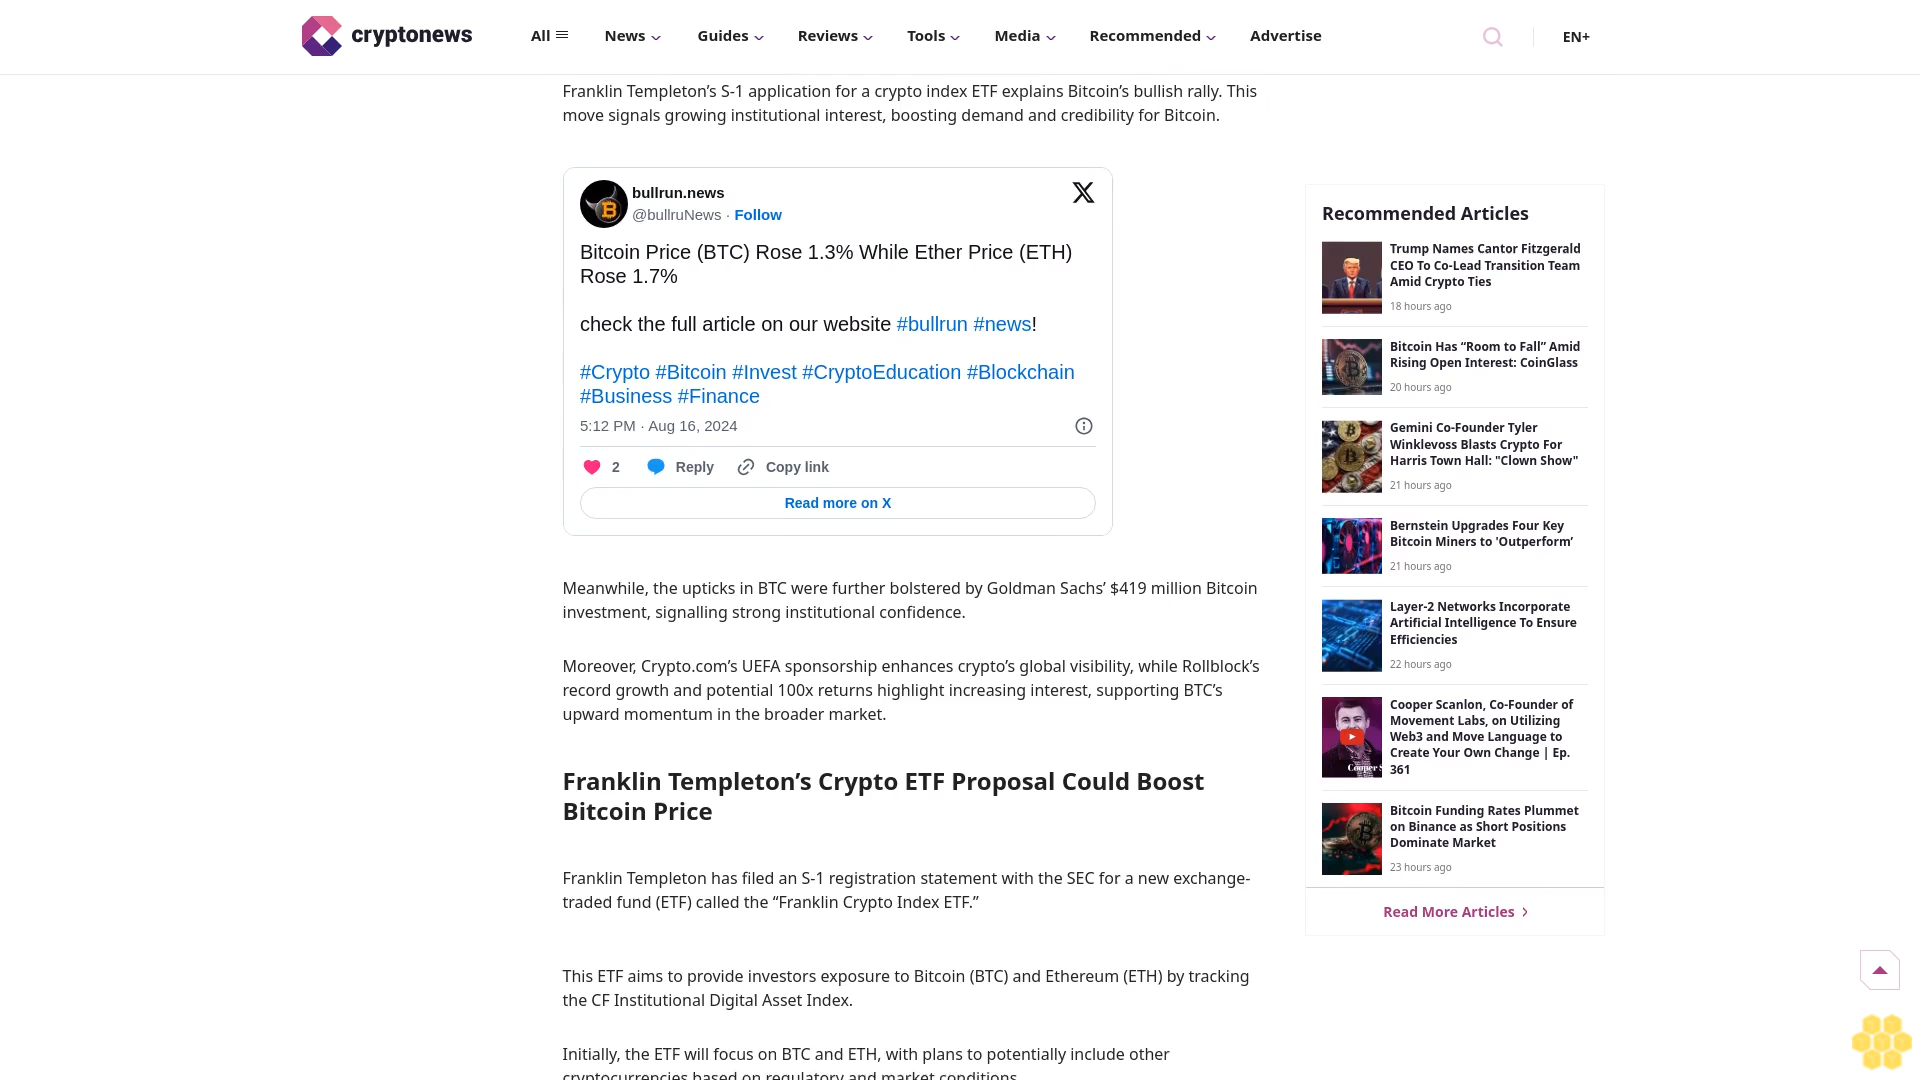 cryptonews
All
News
Guides
Reviews
Tools
Media
Recommended
Advertise
EN+
Franklin Templeton’s S-1 application for a crypto index ETF explains Bitcoin’s bullish rally. This
move signals growing institutional interest, boosting demand and credibility for Bitcoin.
bullrun.news
@bullruNews · Follow
Bitcoin Price (BTC) Rose 1.3% While Ether Price (ETH)
Rose 1.7%
check the full article on our website #bullrun #news!
#Crypto #Bitcoin #Invest #CryptoEducation #Blockchain
#Business #Finance
5:12 PM · Aug 16, 2024
2
Reply
Copy link
Read more on X
Meanwhile, the upticks in BTC were further bolstered by Goldman Sachs’ $419 million Bitcoin
investment, signalling strong institutional confidence.
Moreover, Crypto.com’s UEFA sponsorship enhances crypto’s global visibility, while Rollblock’s
record growth and potential 100x returns highlight increasing interest, supporting BTC’s
upward momentum in the broader market.
Franklin Templeton’s Crypto ETF Proposal Could Boost
Bitcoin Price
Franklin Templeton has filed an S-1 registration statement with the SEC for a new exchange-
traded fund (ETF) called the “Franklin Crypto Index ETF.”
This ETF aims to provide investors exposure to Bitcoin (BTC) and Ethereum (ETH) by tracking
the CF Institutional Digital Asset Index.
Initially, the ETF will focus on BTC and ETH, with plans to potentially include other
cryptocurrencies based on regulatory and market conditions.
Recommended Articles
Trump Names Cantor Fitzgerald
CEO To Co-Lead Transition Team
Amid Crypto Ties
18 hours ago
Bitcoin Has “Room to Fall” Amid
Rising Open Interest: CoinGlass
20 hours ago
Gemini Co-Founder Tyler
Winklevoss Blasts Crypto For
Harris Town Hall: "Clown Show"
21 hours ago
Bernstein Upgrades Four Key
Bitcoin Miners to 'Outperform’
21 hours ago
Layer-2 Networks Incorporate
Artificial Intelligence To Ensure
Efficiencies
22 hours ago
Cooper S
Cooper Scanlon, Co-Founder of
Movement Labs, on Utilizing
Web3 and Move Language to
Create Your Own Change | Ep.
361
Bitcoin Funding Rates Plummet
on Binance as Short Positions
Dominate Market
23 hours ago
Read More Articles